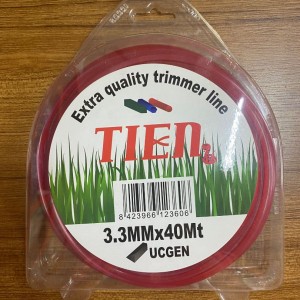 Extra quality trimmer line
TIEN
8 423966 123606
3.3MMx40Mt
UCGEN